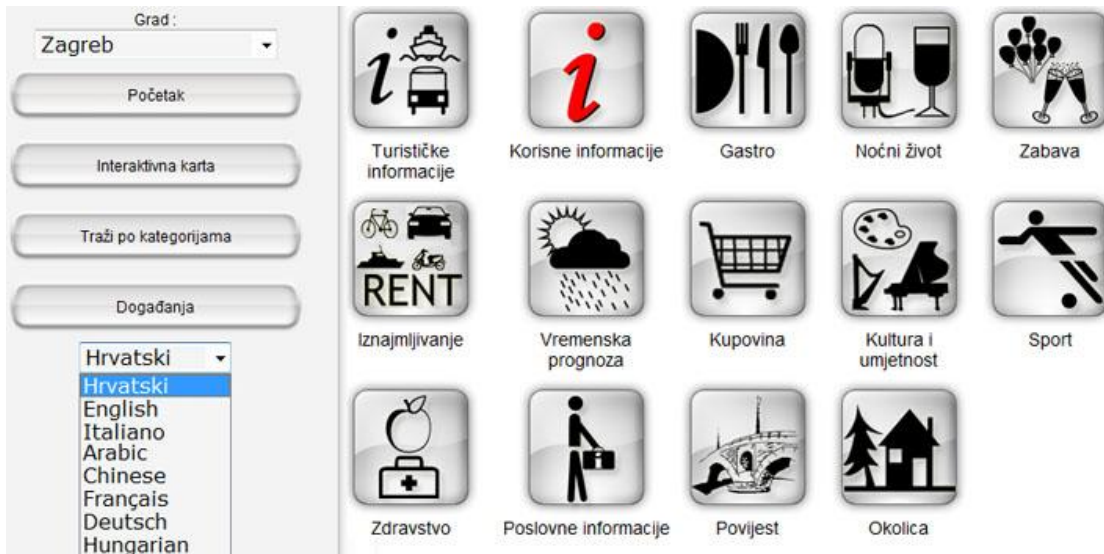 Grad :
Zagreb
Početak
Interaktivna karta
Traži po kategorijama
Događanja
Hrvatski
Hrvatski
English
Italiano
Arabic
Chinese
Français
Deutsch
Hungarian
i
i
Turističke
informacije
Korisne informacije
Gastro
Noćni život
Zabava
RENT
Iznajmljivanje
Vremenska
prognoza
Kupovina
Kultura i
umjetnost
Sport
Zdravstvo
Poslovne informacije
Povijest
Okolica